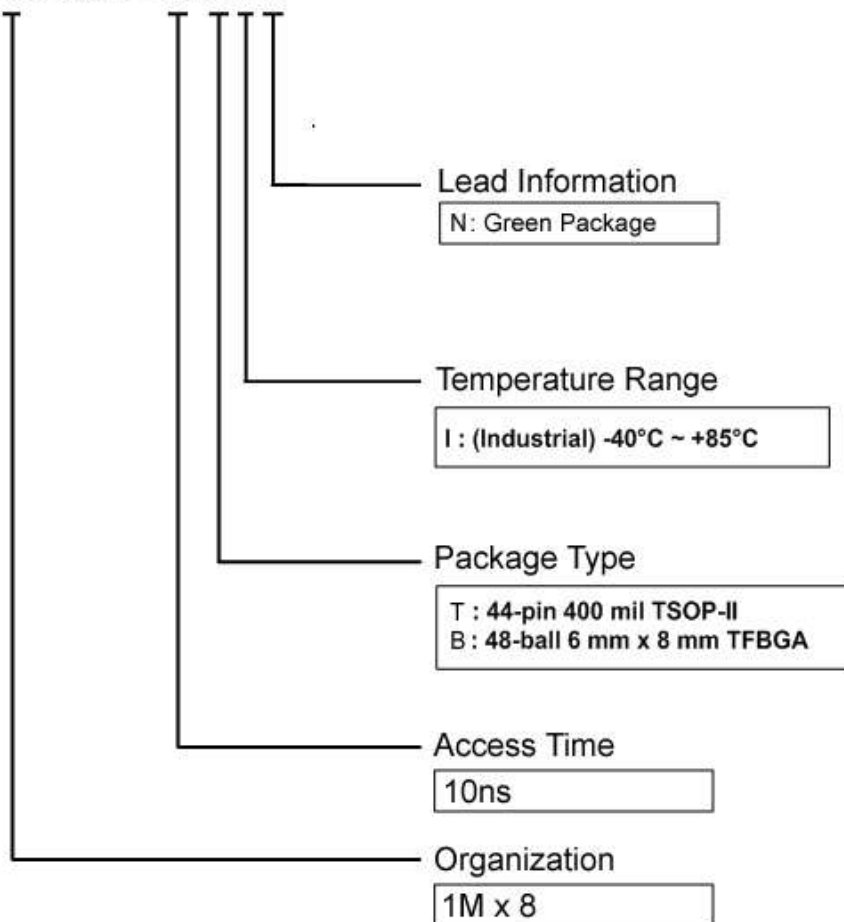 Lead Information
N: Green Package
Temperature Range
I : (Industrial) -40°C ~ +85°C
Package Type
T : 44-pin 400 mil TSOP-II
B : 48-ball 6 mm x 8 mm TFBGA
Access Time
10ns
Organization
1M x 8